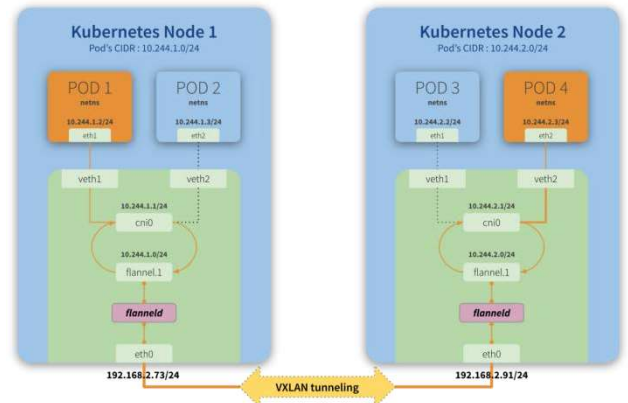 Kubernetes Node 1
Pod's CIDR : 10.244.1.0/24
POD 1
netns
10.244.1.2/24
eth1
POD 2
netns
10.244.1.3/24
eth2
veth1
veth2
10.244.1.1/24
cni0
10.244.1.0/24
flannel.1
flanneld
eth0
192.168.2.73/24
Kubernetes Node 2
Pod's CIDR : 10.244.2.0/24
POD 3
netns
10.244.2.2/24
eth1
POD 4
netns
10.244.2.3/24
eth2
veth1
veth2
10.244.2.1/24
cni0
10.244.2.0/24
flannel.1
flanneld
eth0
192.168.2.91/24
VXLAN tunneling